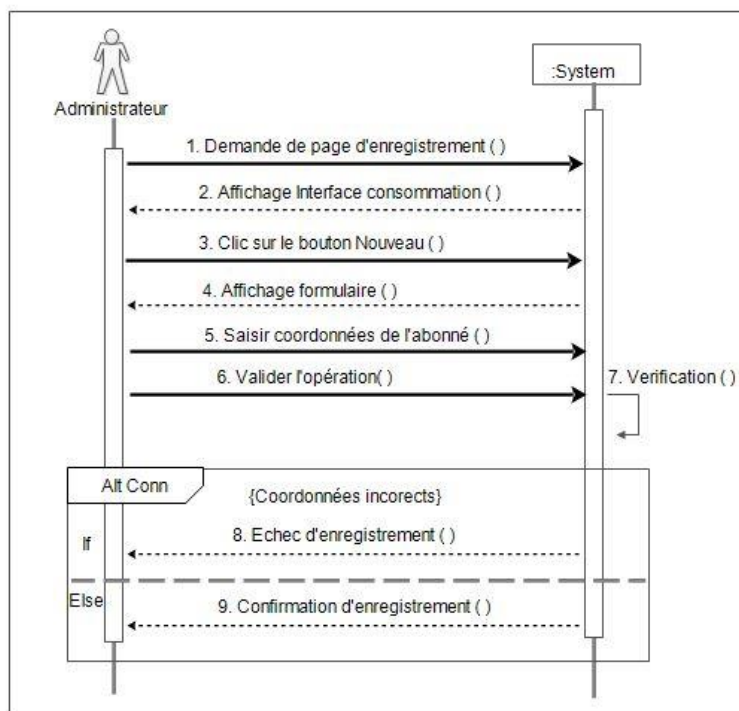 :System
Administrateur
1. Demande de page d'enregistrement ( )
2. Affichage Interface consommation ( )
3. Clic sur le bouton Nouveau ( )
4. Affichage formulaire ( )
5. Saisir coordonnées de l'abonné ( )
6. Valider l'opération( )
7. Verification ( )
Alt Conn
{Coordonnées incorects}
8. Echec d'enregistrement ( )
If
Else
9. Confirmation d'enregistrement ( )